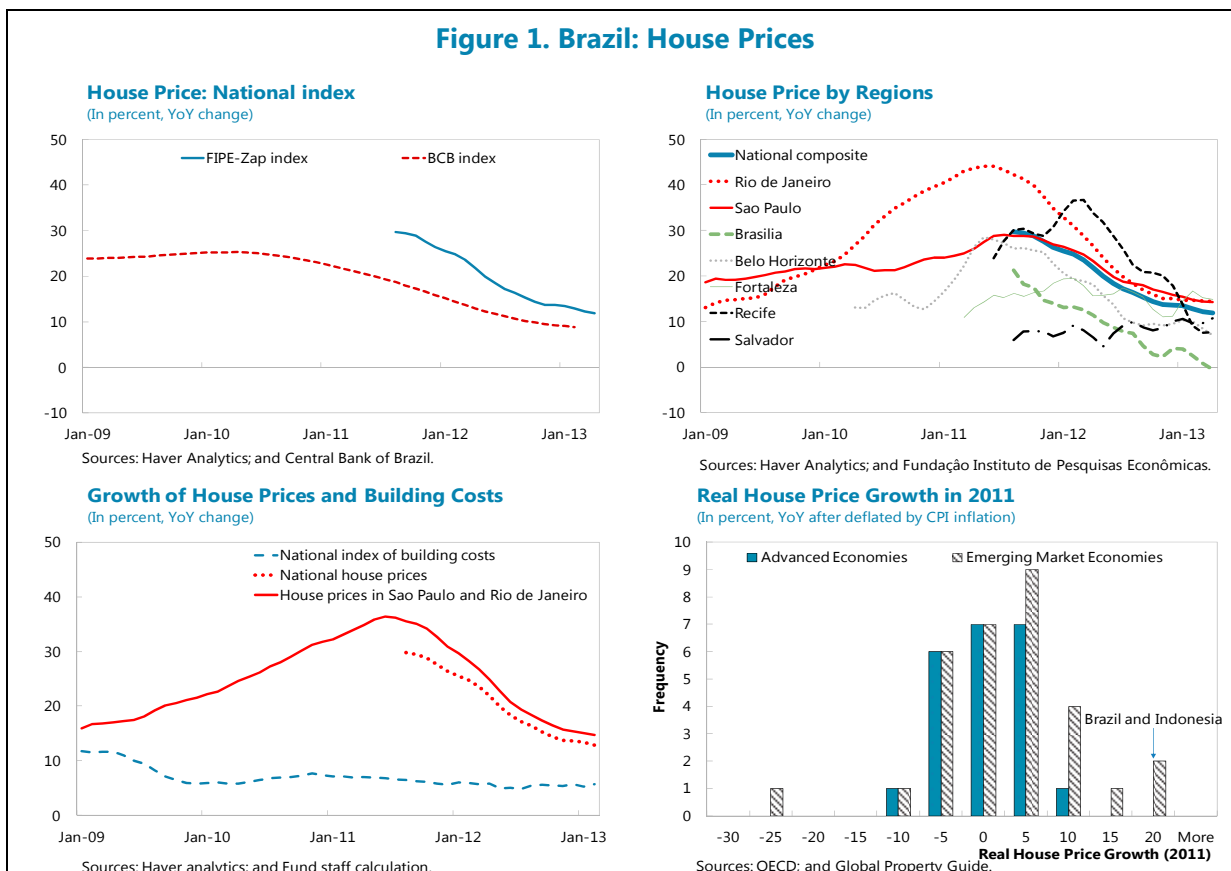 Figure 1. Brazil: House Prices
House Price: National index
(In percent, YoY change)
50
40
30
20
10
0
-10
FIPE-Zap index
BCB index
Jan-09
Jan-10
Jan-11
Jan-12
Jan-13
Sources: Haver Analytics; and Central Bank of Brazil.
House Price by Regions
(In percent, YoY change)
50
40
30
20
10
0
-10
National composite
Rio de Janeiro
Sao Paulo
Brasilia
Belo Horizonte
Fortaleza
Recife
Salvador
Jan-09
Jan-10
Jan-11
Jan-12
Jan-13
Sources: Haver Analytics; and Fundação Instituto de Pesquisas Econômicas.
Growth of House Prices and Building Costs
(In percent, YoY change)
50
40
30
20
10
0
National index of building costs
National house prices
House prices in Sao Paulo and Rio de Janeiro
Jan-09
Jan-10
Jan-11
Jan-12
Jan-13
Sources: Haver analytics; and Fund staff calculation.
Real House Price Growth in 2011
(In percent, YoY after deflated by CPI inflation)
10
9
8
7
6
5
4
3
2
1
0
Frequency
Advanced Economies
Emerging Market Economies
Brazil and Indonesia
-30
-25
-20
-15
-10
-5
0
5
10
15
20
More
Real House Price Growth (2011)
Sources: OECD; and Global Property Guide.